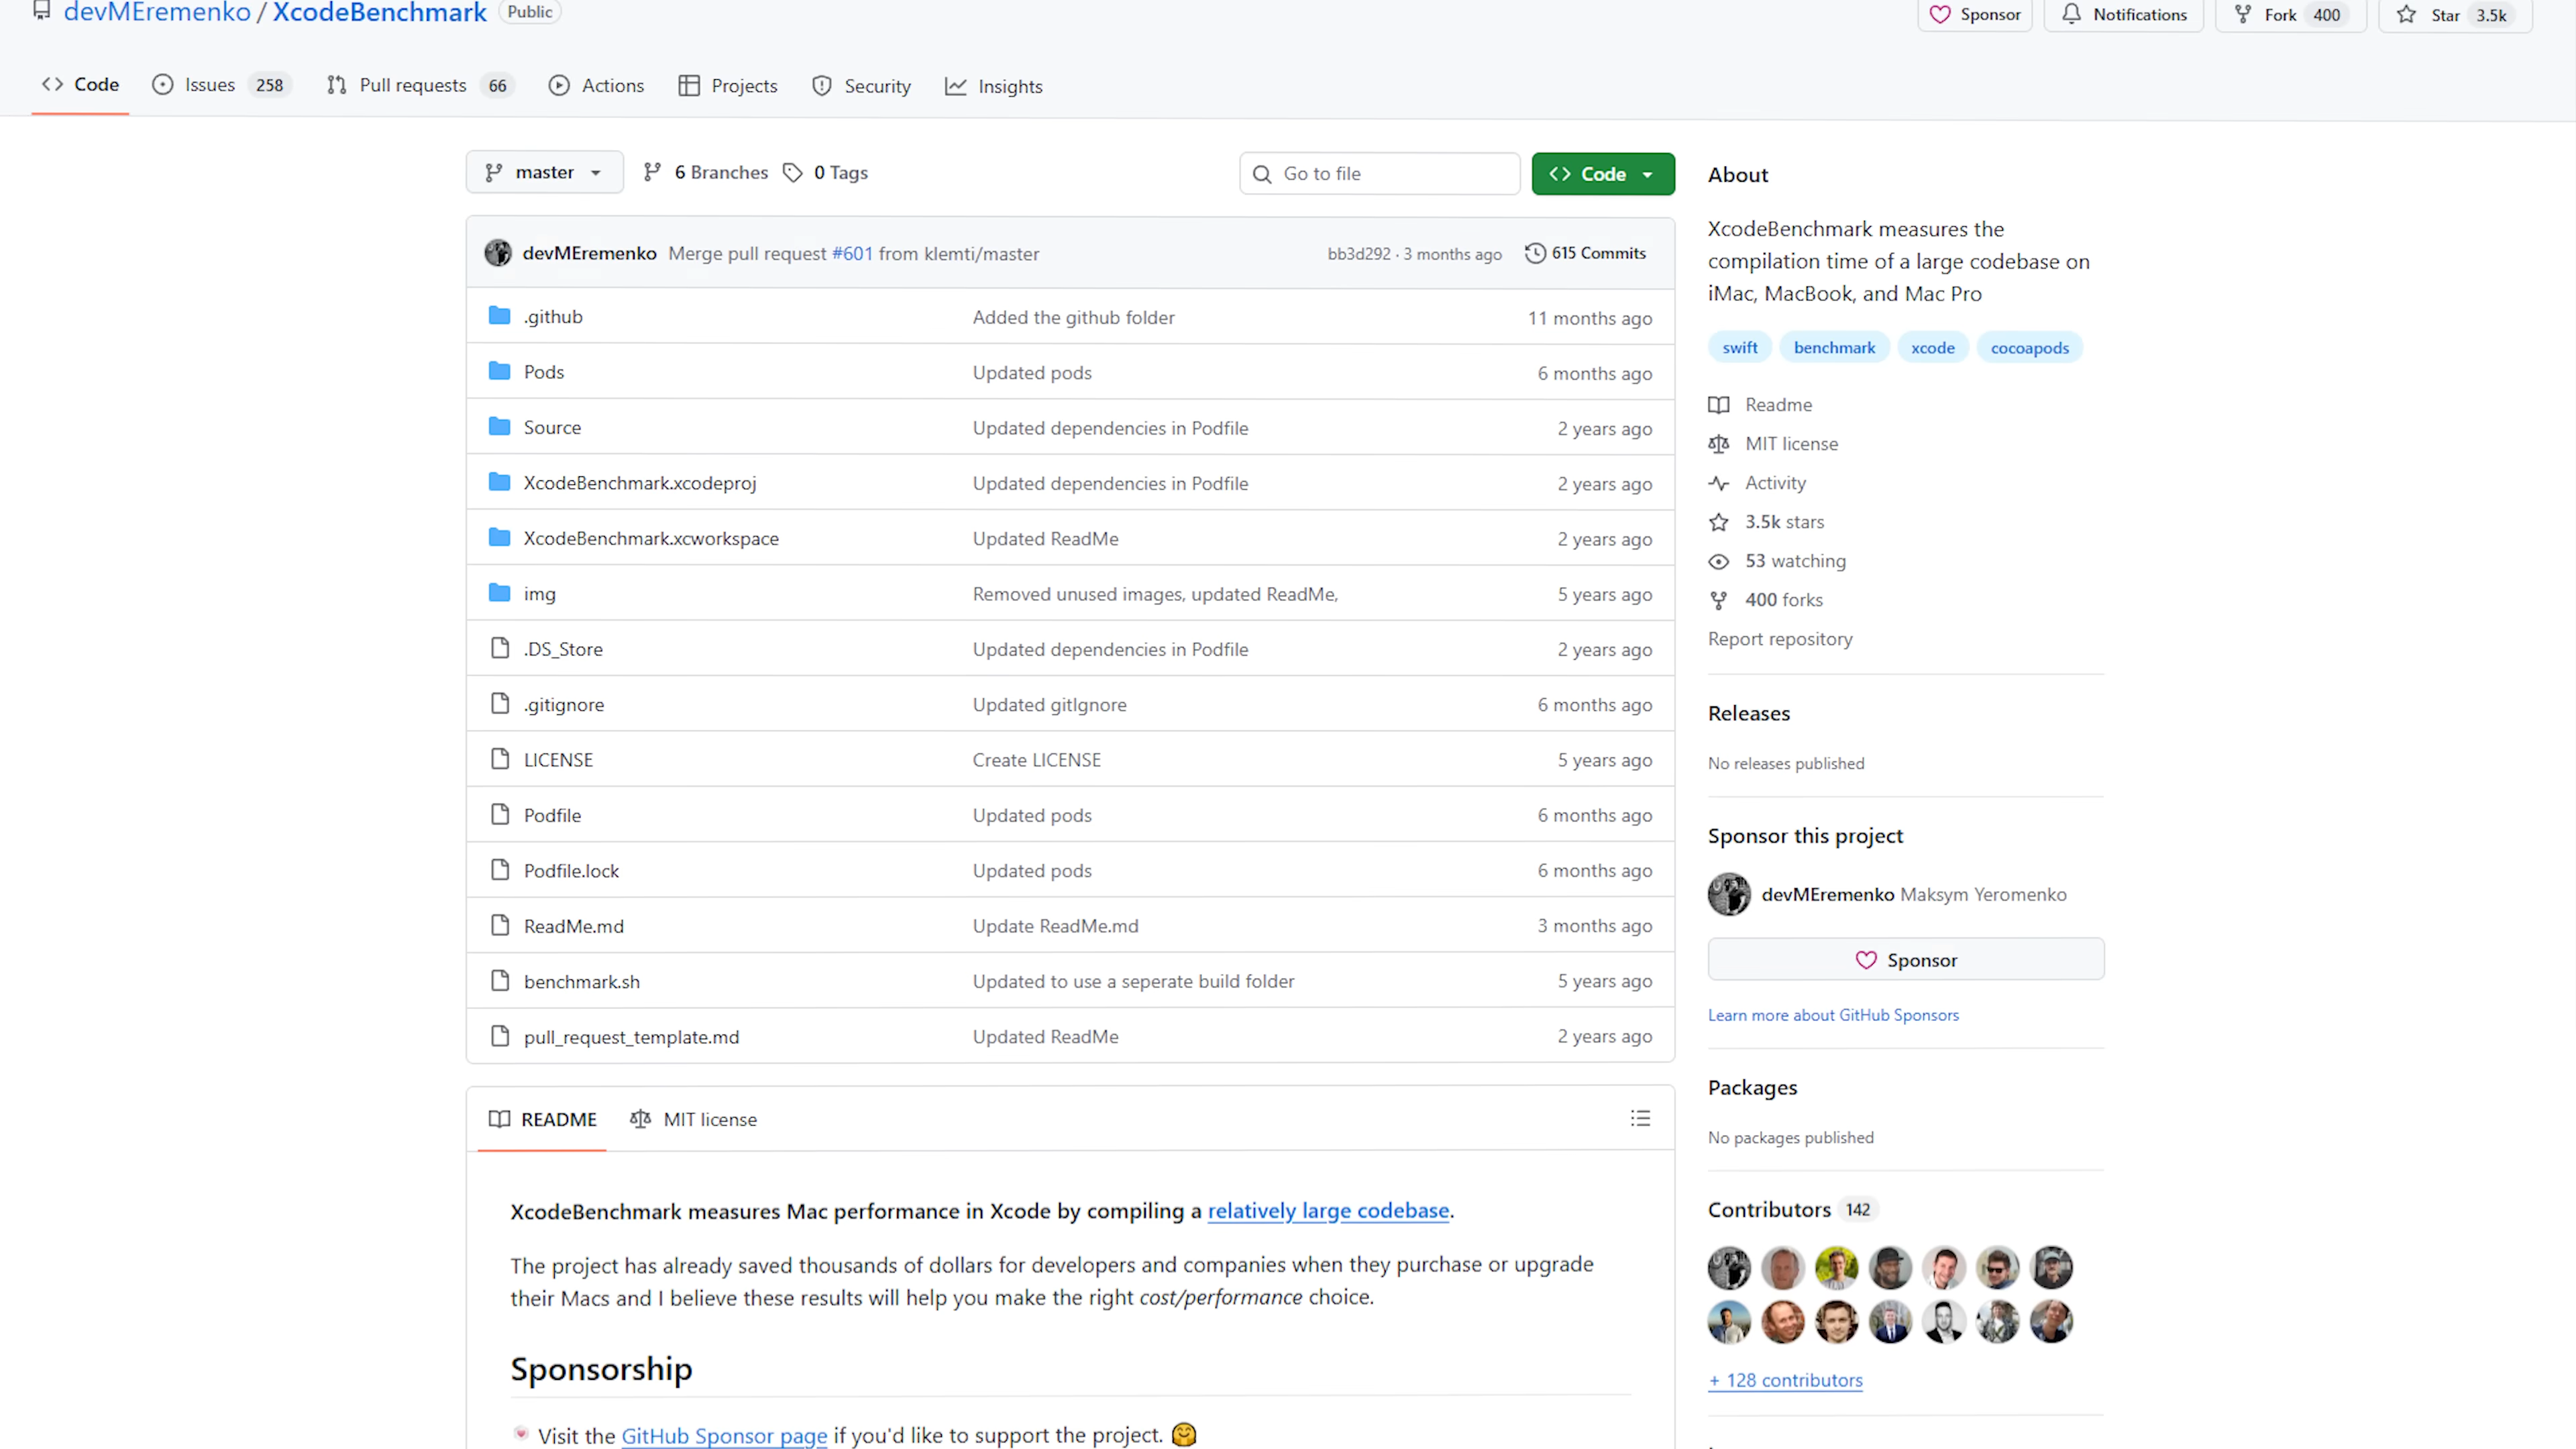 devMEremenko / XcodeBenchmark Public
Sponsor Notifications Fork 400 Star 3.5k
Code Issues 258 Pull requests 66 Actions Projects Security Insights
master 6 Branches 0 Tags Go to file Code
devMEremenko Merge pull request #601 from klemti/master bb3d292 · 3 months ago 615 Commits
.github Added the github folder 11 months ago
Pods Updated pods 6 months ago
Source Updated dependencies in Podfile 2 years ago
XcodeBenchmark.xcodeproj Updated dependencies in Podfile 2 years ago
XcodeBenchmark.xcworkspace Updated ReadMe 2 years ago
img Removed unused images, updated ReadMe, 5 years ago
.DS_Store Updated dependencies in Podfile 2 years ago
.gitignore Updated gitIgnore 6 months ago
LICENSE Create LICENSE 5 years ago
Podfile Updated pods 6 months ago
Podfile.lock Updated pods 6 months ago
ReadMe.md Update ReadMe.md 3 months ago
benchmark.sh Updated to use a seperate build folder 5 years ago
pull_request_template.md Updated ReadMe 2 years ago
README MIT license
XcodeBenchmark measures Mac performance in Xcode by compiling a relatively large codebase.
The project has already saved thousands of dollars for developers and companies when they purchase or upgrade
their Macs and I believe these results will help you make the right cost/performance choice.
Sponsorship
Visit the GitHub Sponsor page if you'd like to support the project.
About
XcodeBenchmark measures the
compilation time of a large codebase on
iMac, MacBook, and Mac Pro
swift benchmark xcode cocoapods
Readme
MIT license
Activity
3.5k stars
53 watching
400 forks
Report repository
Releases
No releases published
Sponsor this project
devMEremenko Maksym Yeromenko
Sponsor
Learn more about GitHub Sponsors
Packages
No packages published
Contributors 142
+ 128 contributors